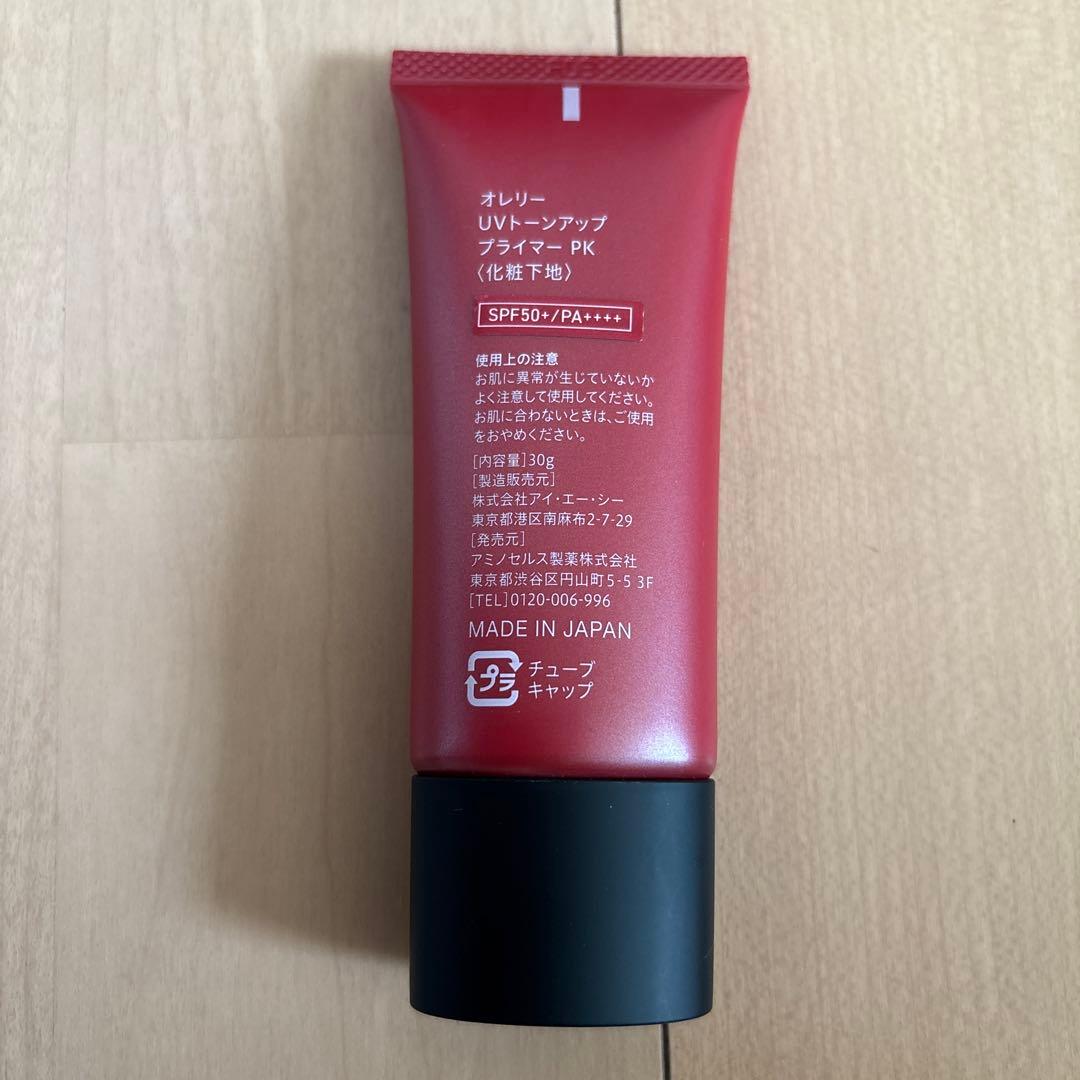 オレリー
UVトーンアップ
プライマー PK
〈化粧下地〉
SPF50+/PA++++
使用上の注意
お肌に異常が生じていないか
よく注意して使用してください。
お肌に合わないときは、ご使用
をおやめください。
[内容量]30g
[製造販売元]
株式会社アイ・エー・シー
東京都港区南麻布2-7-29
[発売元]
アミノセルス製薬株式会社
東京都渋谷区円山町5-5 3F
[TEL]0120-006-996
MADE IN JAPAN
プラ チューブ
キャップ